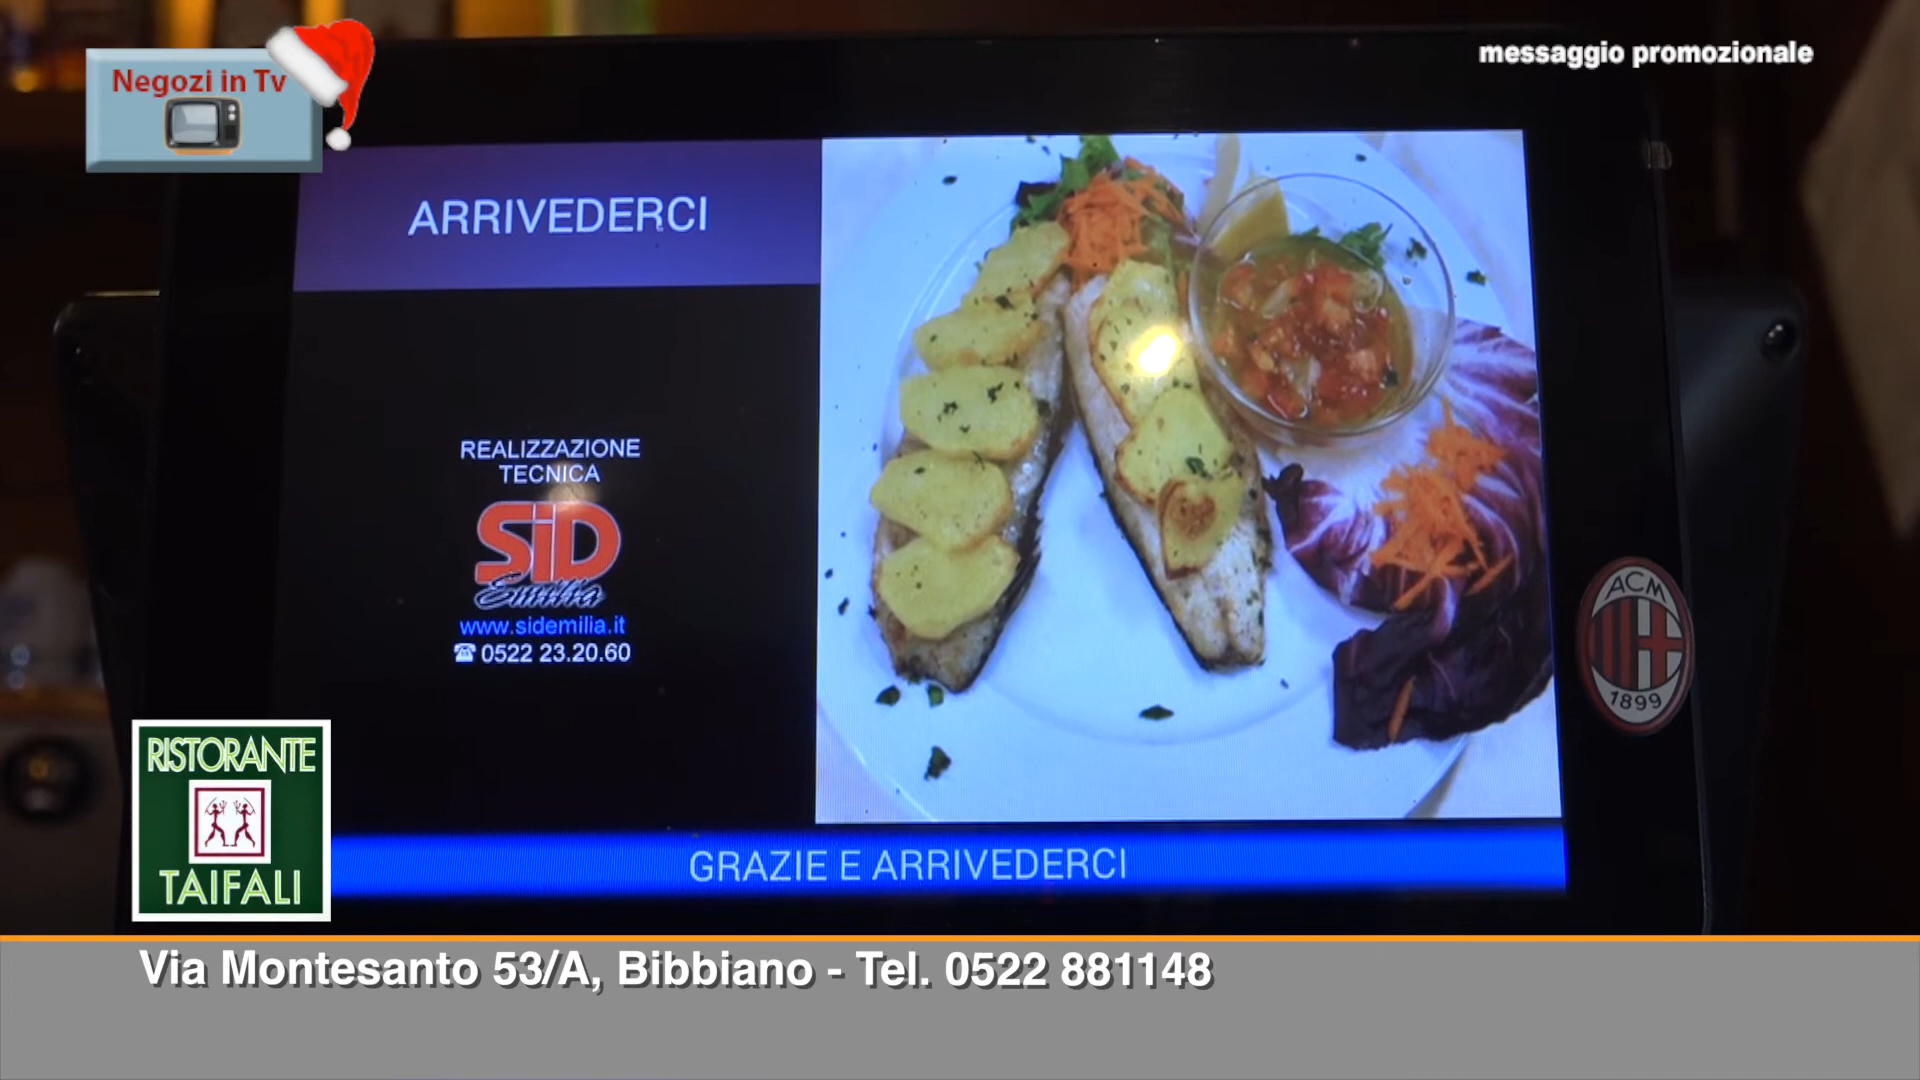 Negozi in Tv
messaggio promozionale
ARRIVEDERCI
REALIZZAZIONE
TECNICA
SiD
Emilia
www.sidemilia.it
☎ 0522 23.20.60
ACM
1899
RISTORANTE
TAIFALI
GRAZIE E ARRIVEDERCI
Via Montesanto 53/A, Bibbiano - Tel. 0522 881148